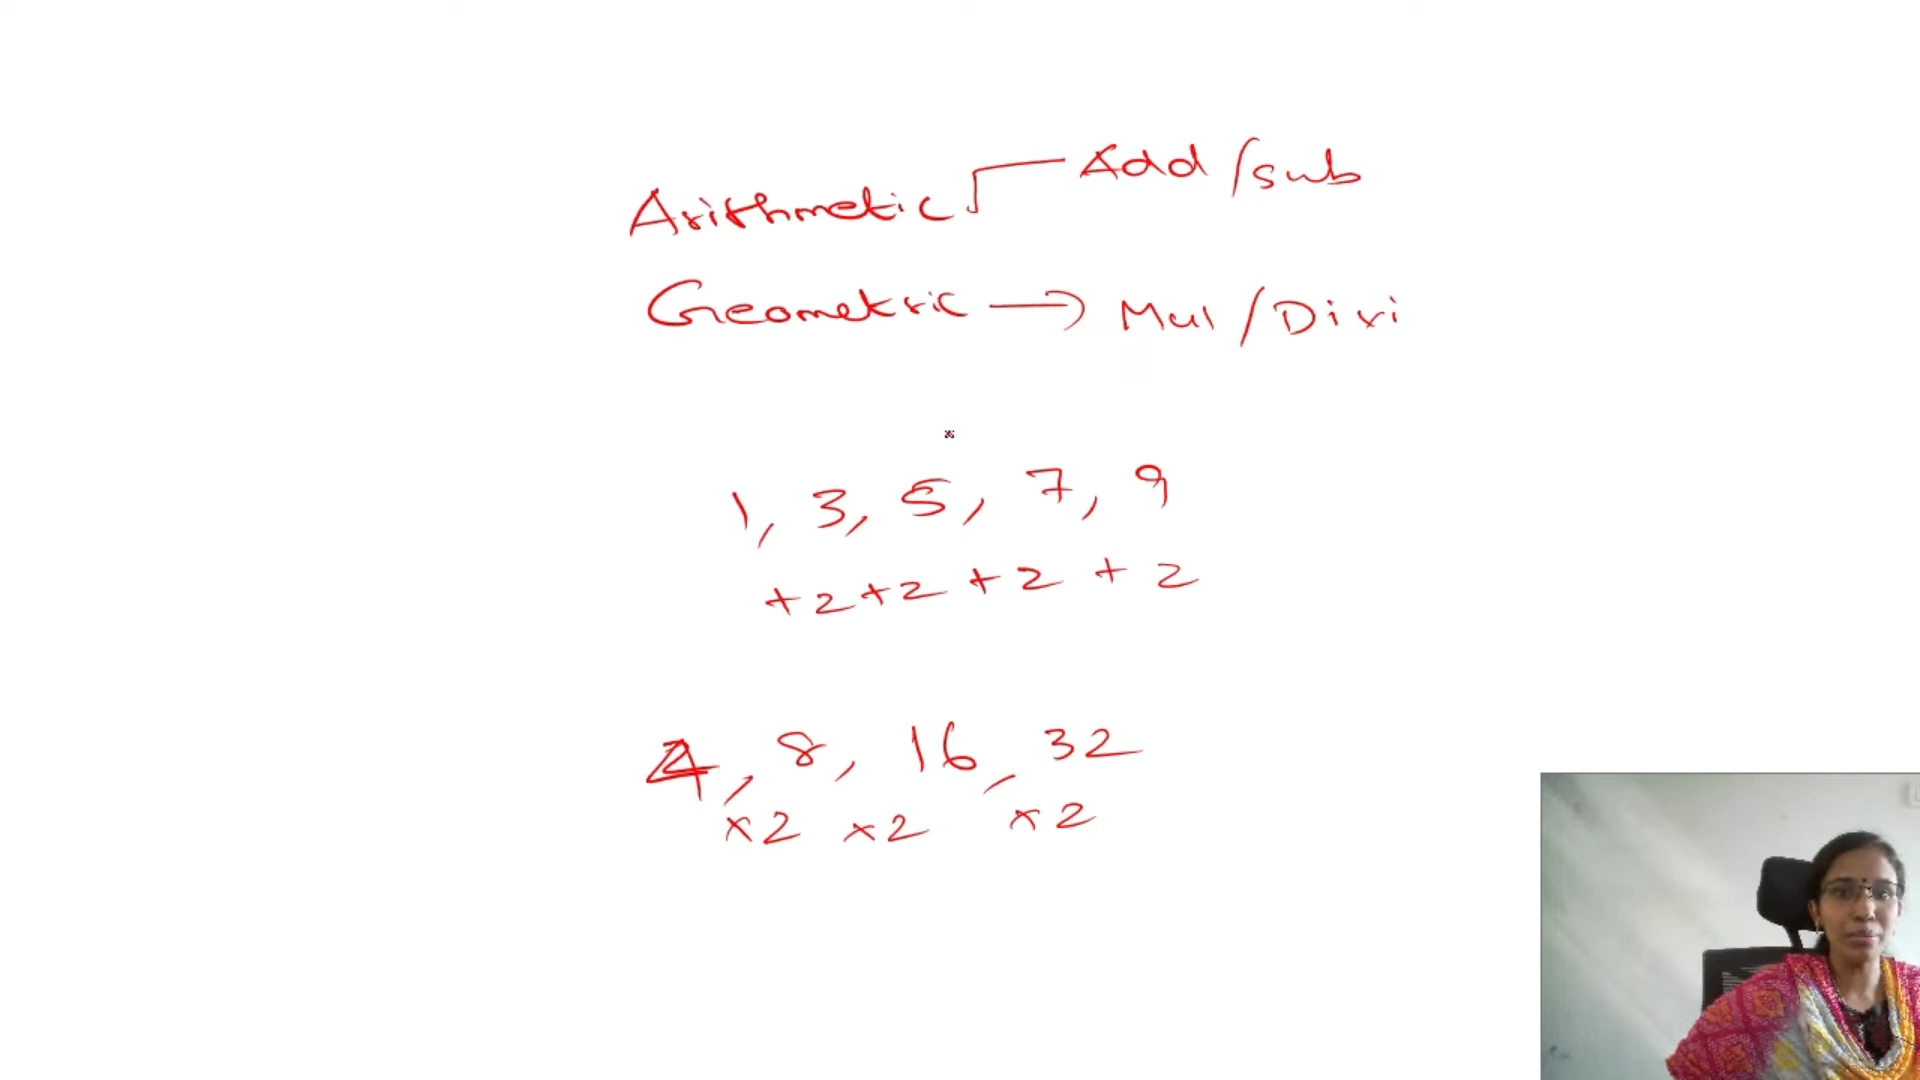 Arithmetic Add/sub
Geometric → Mul/Divi
1, 3, 5, 7, 9
+2 +2 +2 +2
4, 8, 16, 32
×2 ×2 ×2